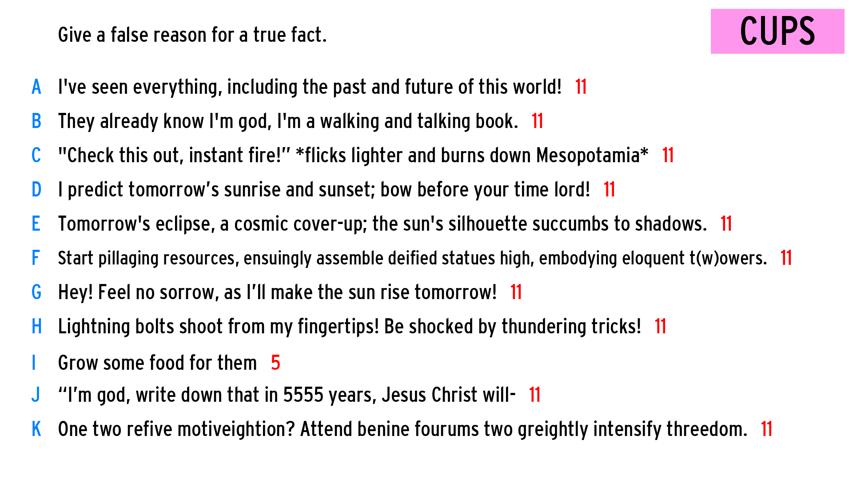 Give a false reason for a true fact.
CUPS
A I've seen everything, including the past and future of this world! 11
B They already know I'm god, I'm a walking and talking book. 11
C "Check this out, instant fire!” *flicks lighter and burns down Mesopotamia* 11
D I predict tomorrow’s sunrise and sunset; bow before your time lord! 11
E Tomorrow's eclipse, a cosmic cover-up; the sun's silhouette succumbs to shadows. 11
F Start pillaging resources, ensuingly assemble deified statues high, embodying eloquent t(w)owers. 11
G Hey! Feel no sorrow, as I’ll make the sun rise tomorrow! 11
H Lightning bolts shoot from my fingertips! Be shocked by thundering tricks! 11
I Grow some food for them 5
J “I’m god, write down that in 5555 years, Jesus Christ will- 11
K One two refive motiveightion? Attend benine fourums two greightly intensify threedom. 11